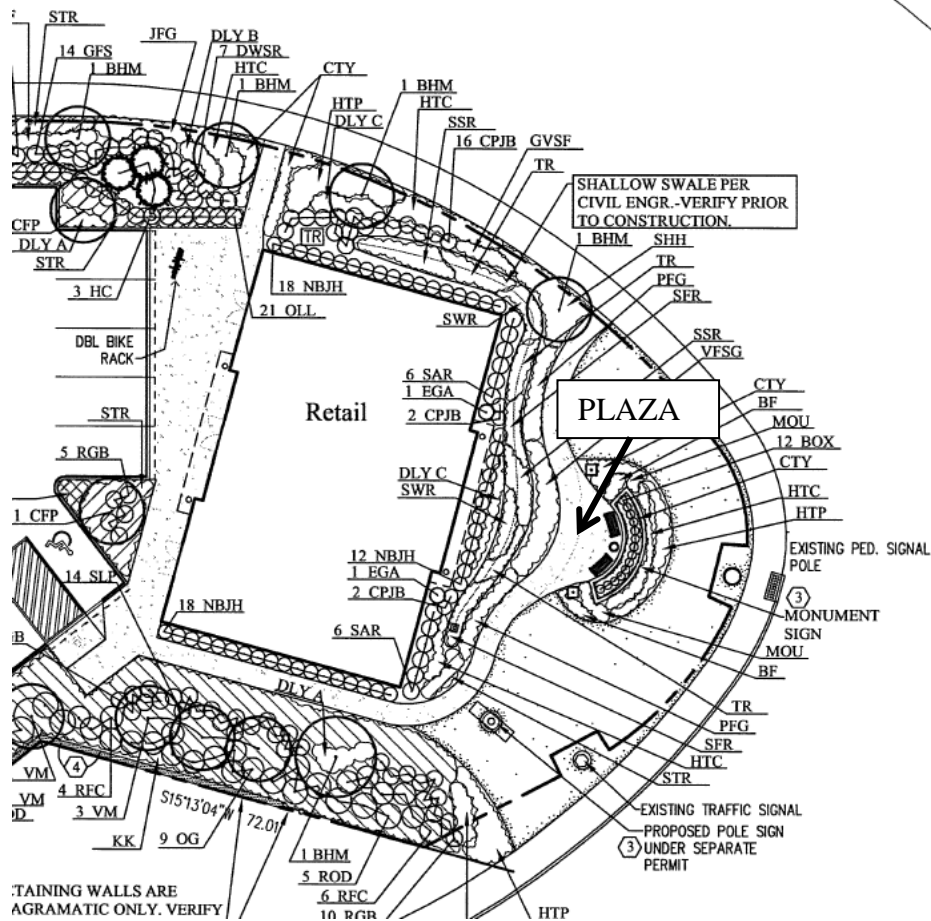 STR
JFG
DLY B
7 DWSR
14 GFS
HTC
CTY
1 BHM
1 BHM
1 BHM
HTP
HTC
DLY C
SSR
16 CPJB
GVSF
TR
SHALLOW SWALE PER
CIVIL ENGR.-VERIFY PRIOR
TO CONSTRUCTION.
CFP
1 BHM
TR
DLY A
SHH
STR
TR
PFG
3 HC
18 NBJH
SFR
21 OLL
SWR
DBL BIKE
RACK
SSR
VFSG
6 SAR
1 EGA
CTY
2 CPJB
BF
STR
Retail
PLAZA
MOU
12 BOX
5 RGB
CTY
DLY C
HTC
SWR
1 CFP
HTP
EXISTING PED. SIGNAL
POLE
12 NBJH
14 SLP
1 EGA
3
2 CPJB
MONUMENT
SIGN
18 NBJH
6 SAR
MOU
BF
DLY A
TR
PFG
SFR
VM
4
HTC
VM
4 RFC
STR
3 VM
S15°13'04"W 72.01'
EXISTING TRAFFIC SIGNAL
KK
9 OG
PROPOSED POLE SIGN
3
UNDER SEPARATE
PERMIT
1 BHM
5 ROD
TAINING WALLS ARE
6 RFC
AGRAMATIC ONLY. VERIFY
10 RGB
HTP